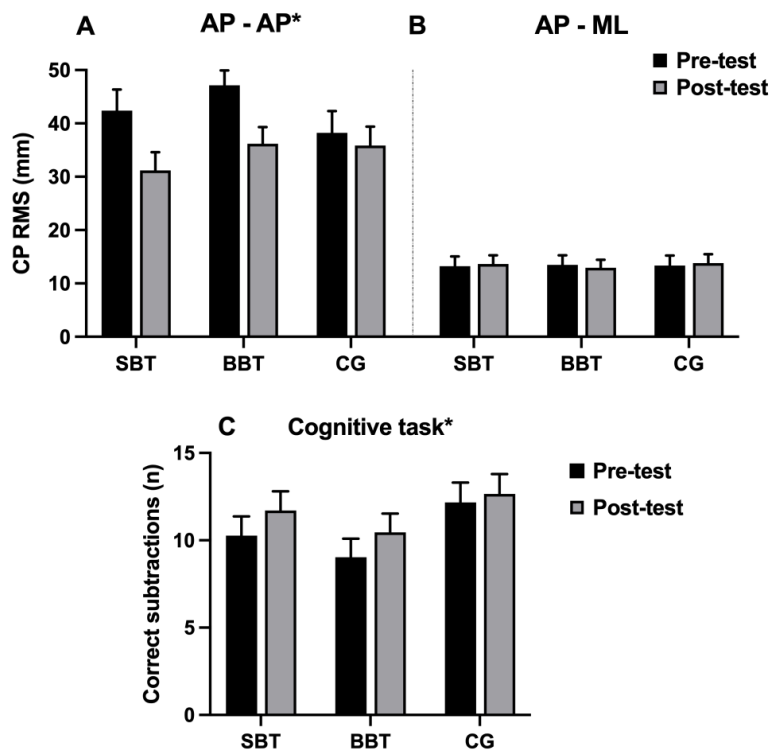 A AP - AP* B AP - ML
Pre-test
Post-test
CP RMS (mm)
50
40
30
20
10
0
SBT BBT CG SBT BBT CG
C Cognitive task*
Pre-test
Post-test
Correct subtractions (n)
15
10
5
0
SBT BBT CG